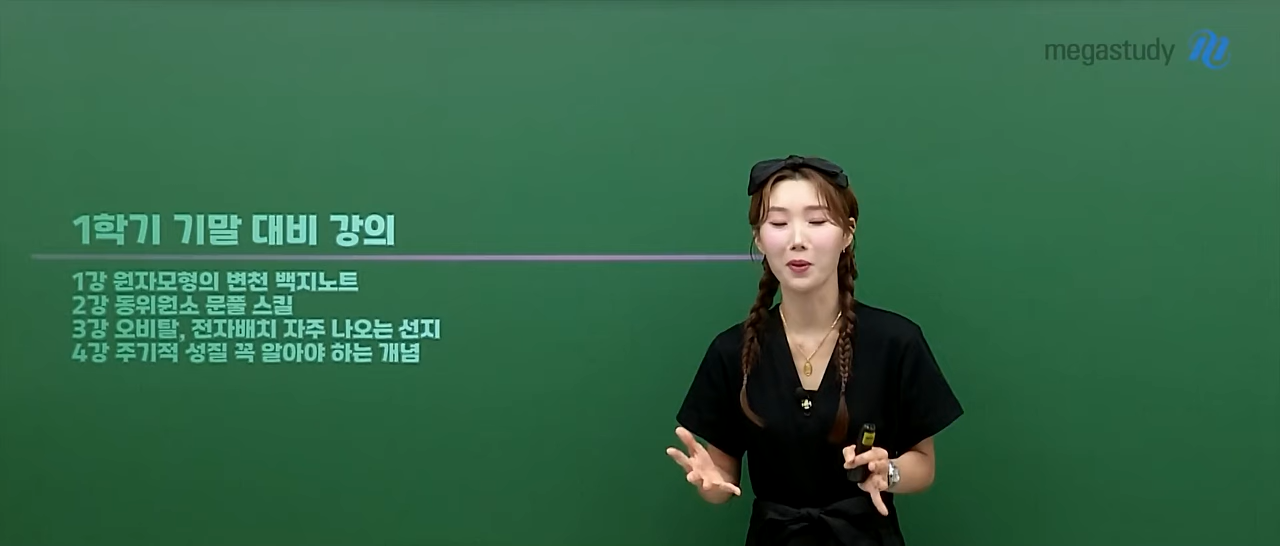 megastudy
1학기 기말 대비 강의
1강 원자모형의 변천 백지노트
2강 동위원소 문풀 스킬
3강 오비탈, 전자배치 자주 나오는 선지
4강 주기적 성질 꼭 알아야 하는 개념